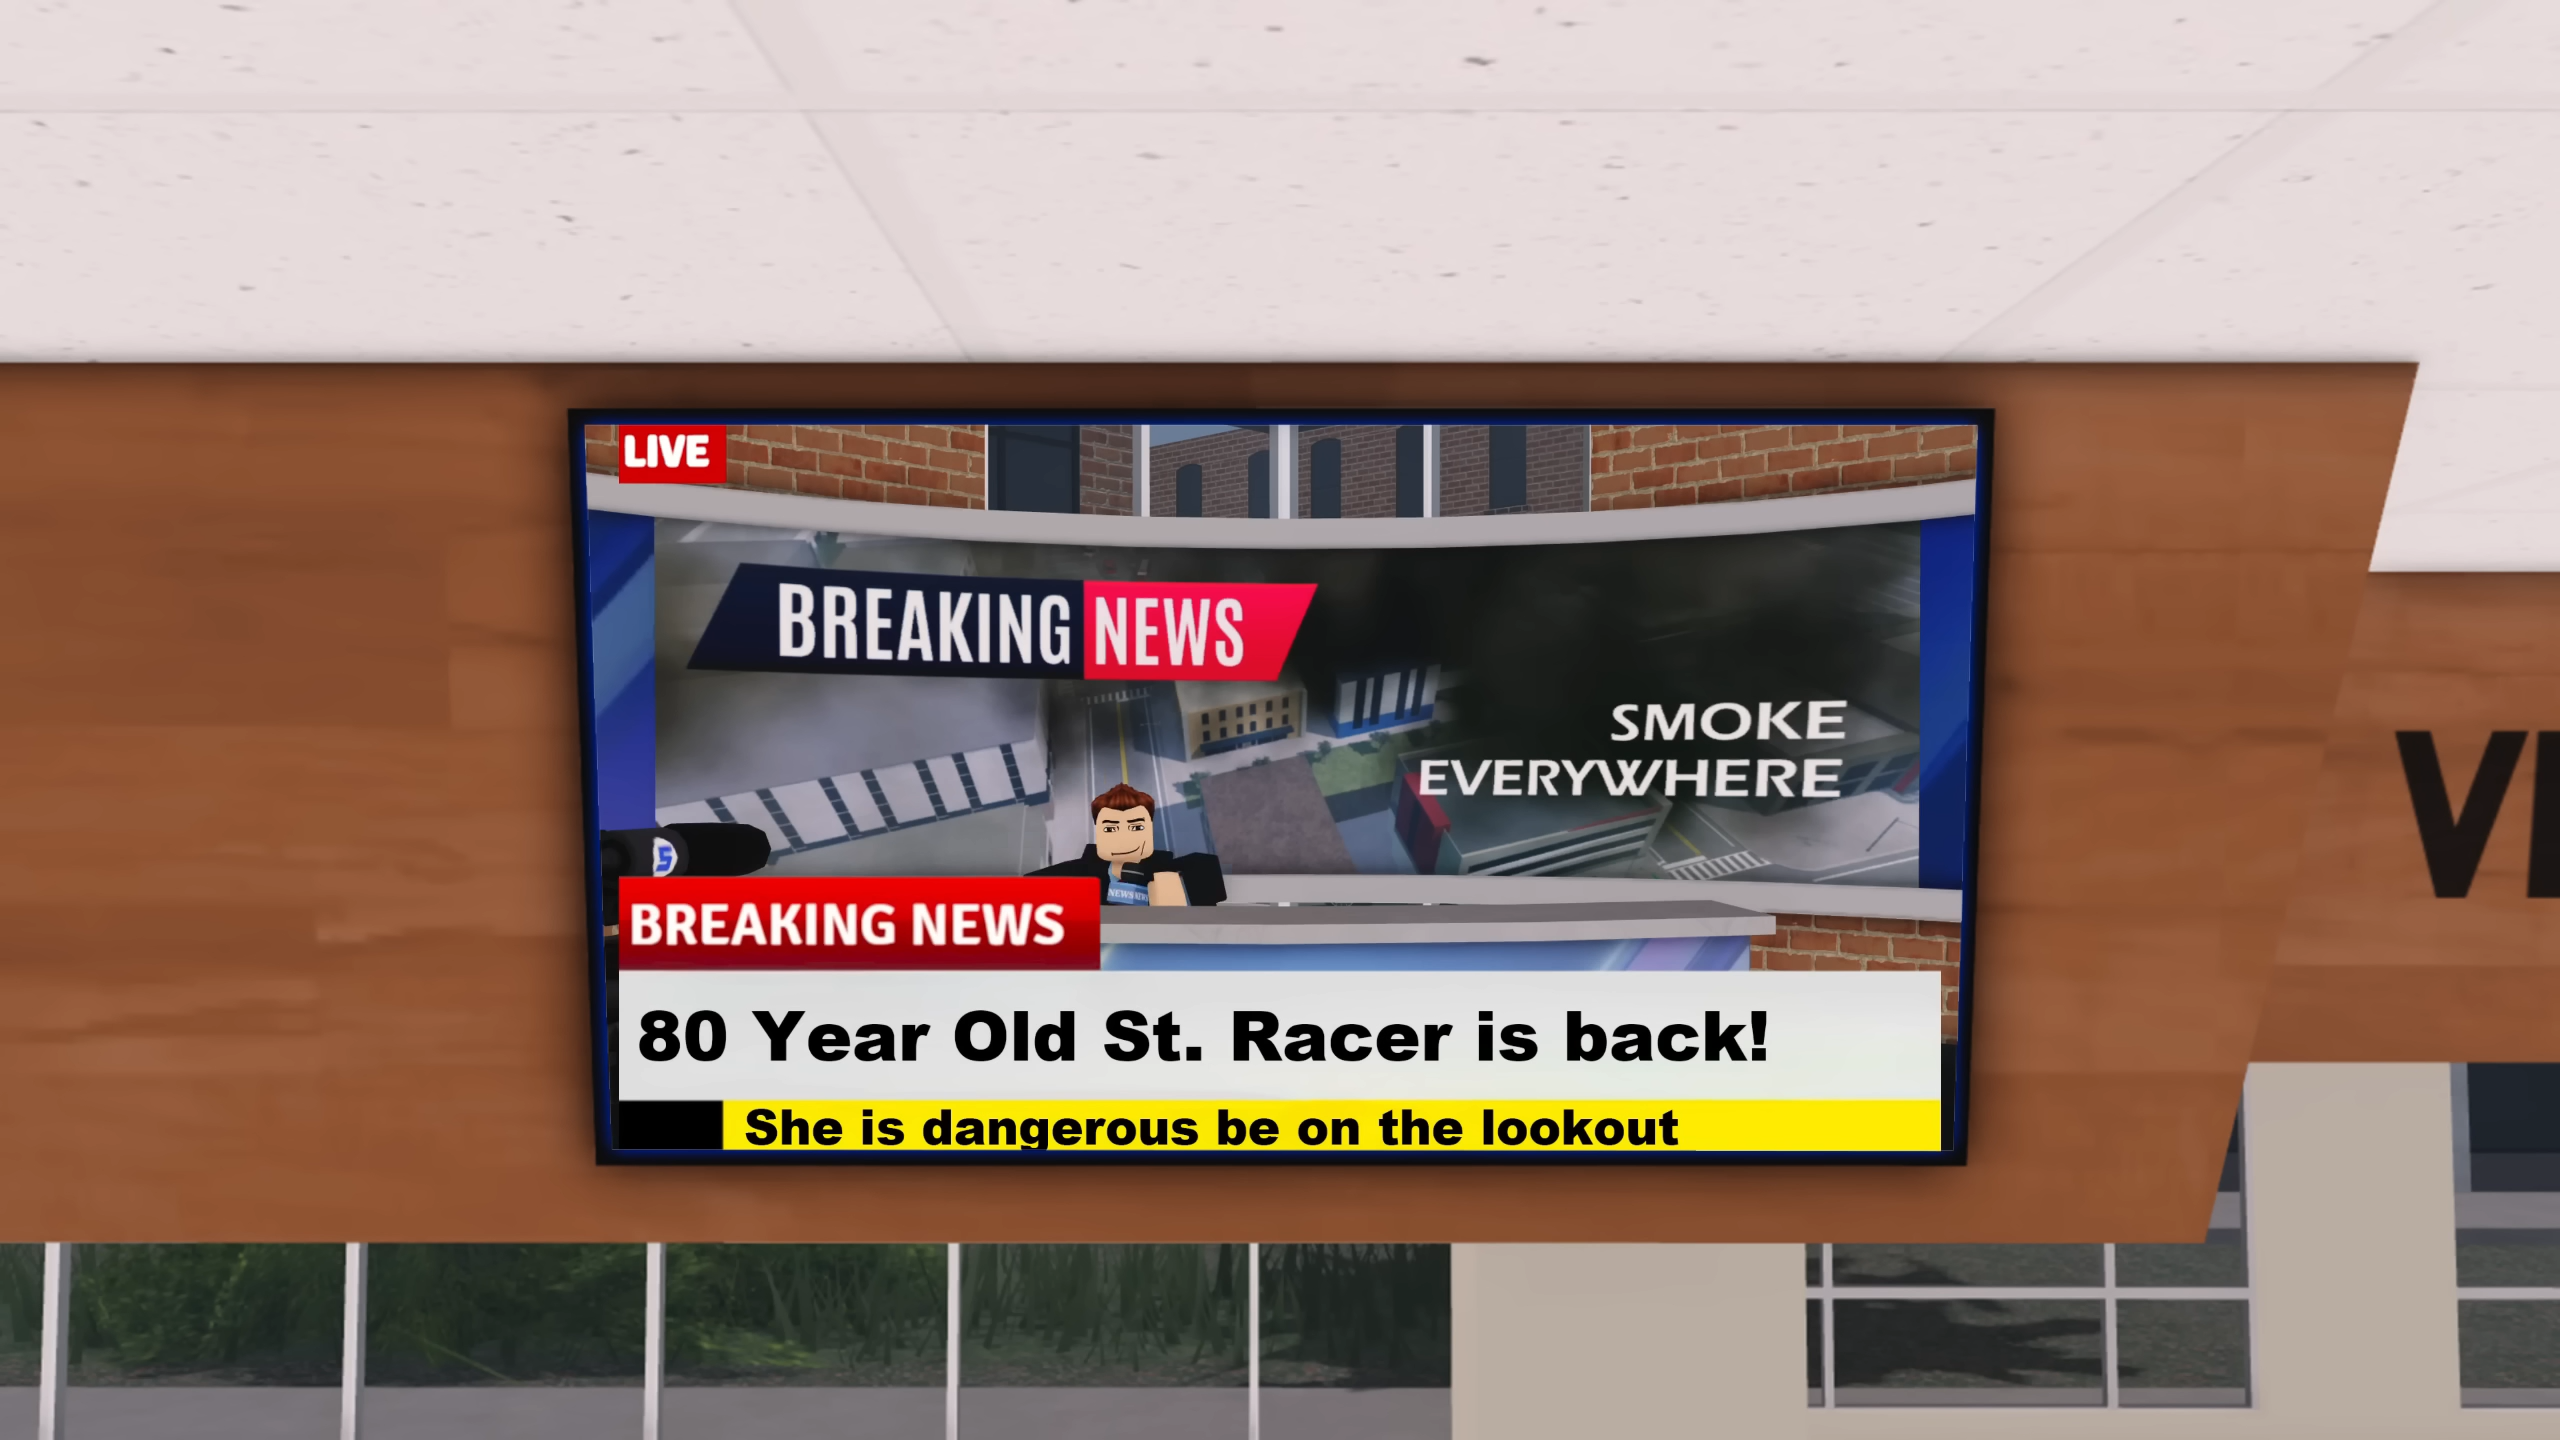 LIVE
BREAKING NEWS
SMOKE
EVERYWHERE
5
BREAKING NEWS
80 Year Old St. Racer is back!
She is dangerous be on the lookout